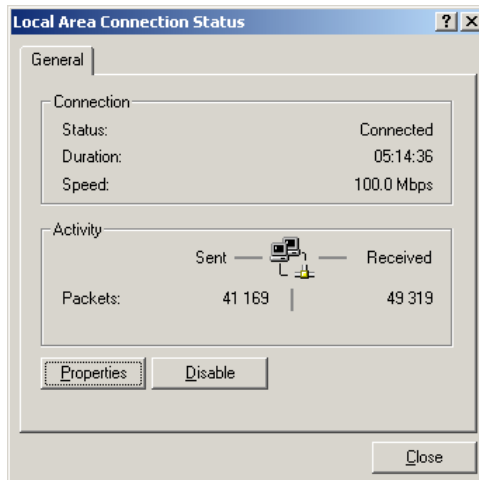 Local Area Connection Status
General
Connection
Status: Connected
Duration: 05:14:36
Speed: 100.0 Mbps
Activity
Sent Received
Packets: 41 169 49 319
Properties Disable
Close